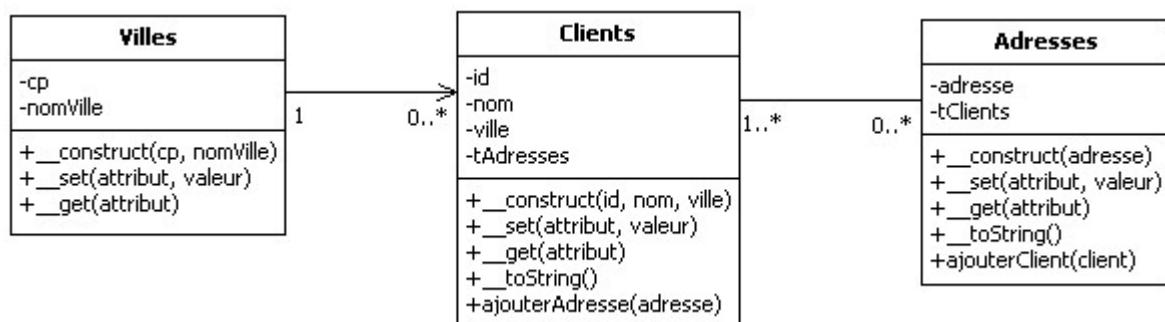 Villes
-cp
-nomVille
+__construct(cp, nomVille)
+__set(attribut, valeur)
+__get(attribut)
1
0..*
Clients
-id
-nom
-ville
-tAdresses
+__construct(id, nom, ville)
+__set(attribut, valeur)
+__get(attribut)
+__toString()
+ajouterAdresse(adresse)
1..*
0..*
Adresses
-adresse
-tClients
+__construct(adresse)
+__set(attribut, valeur)
+__get(attribut)
+__toString()
+ajouterClient(client)